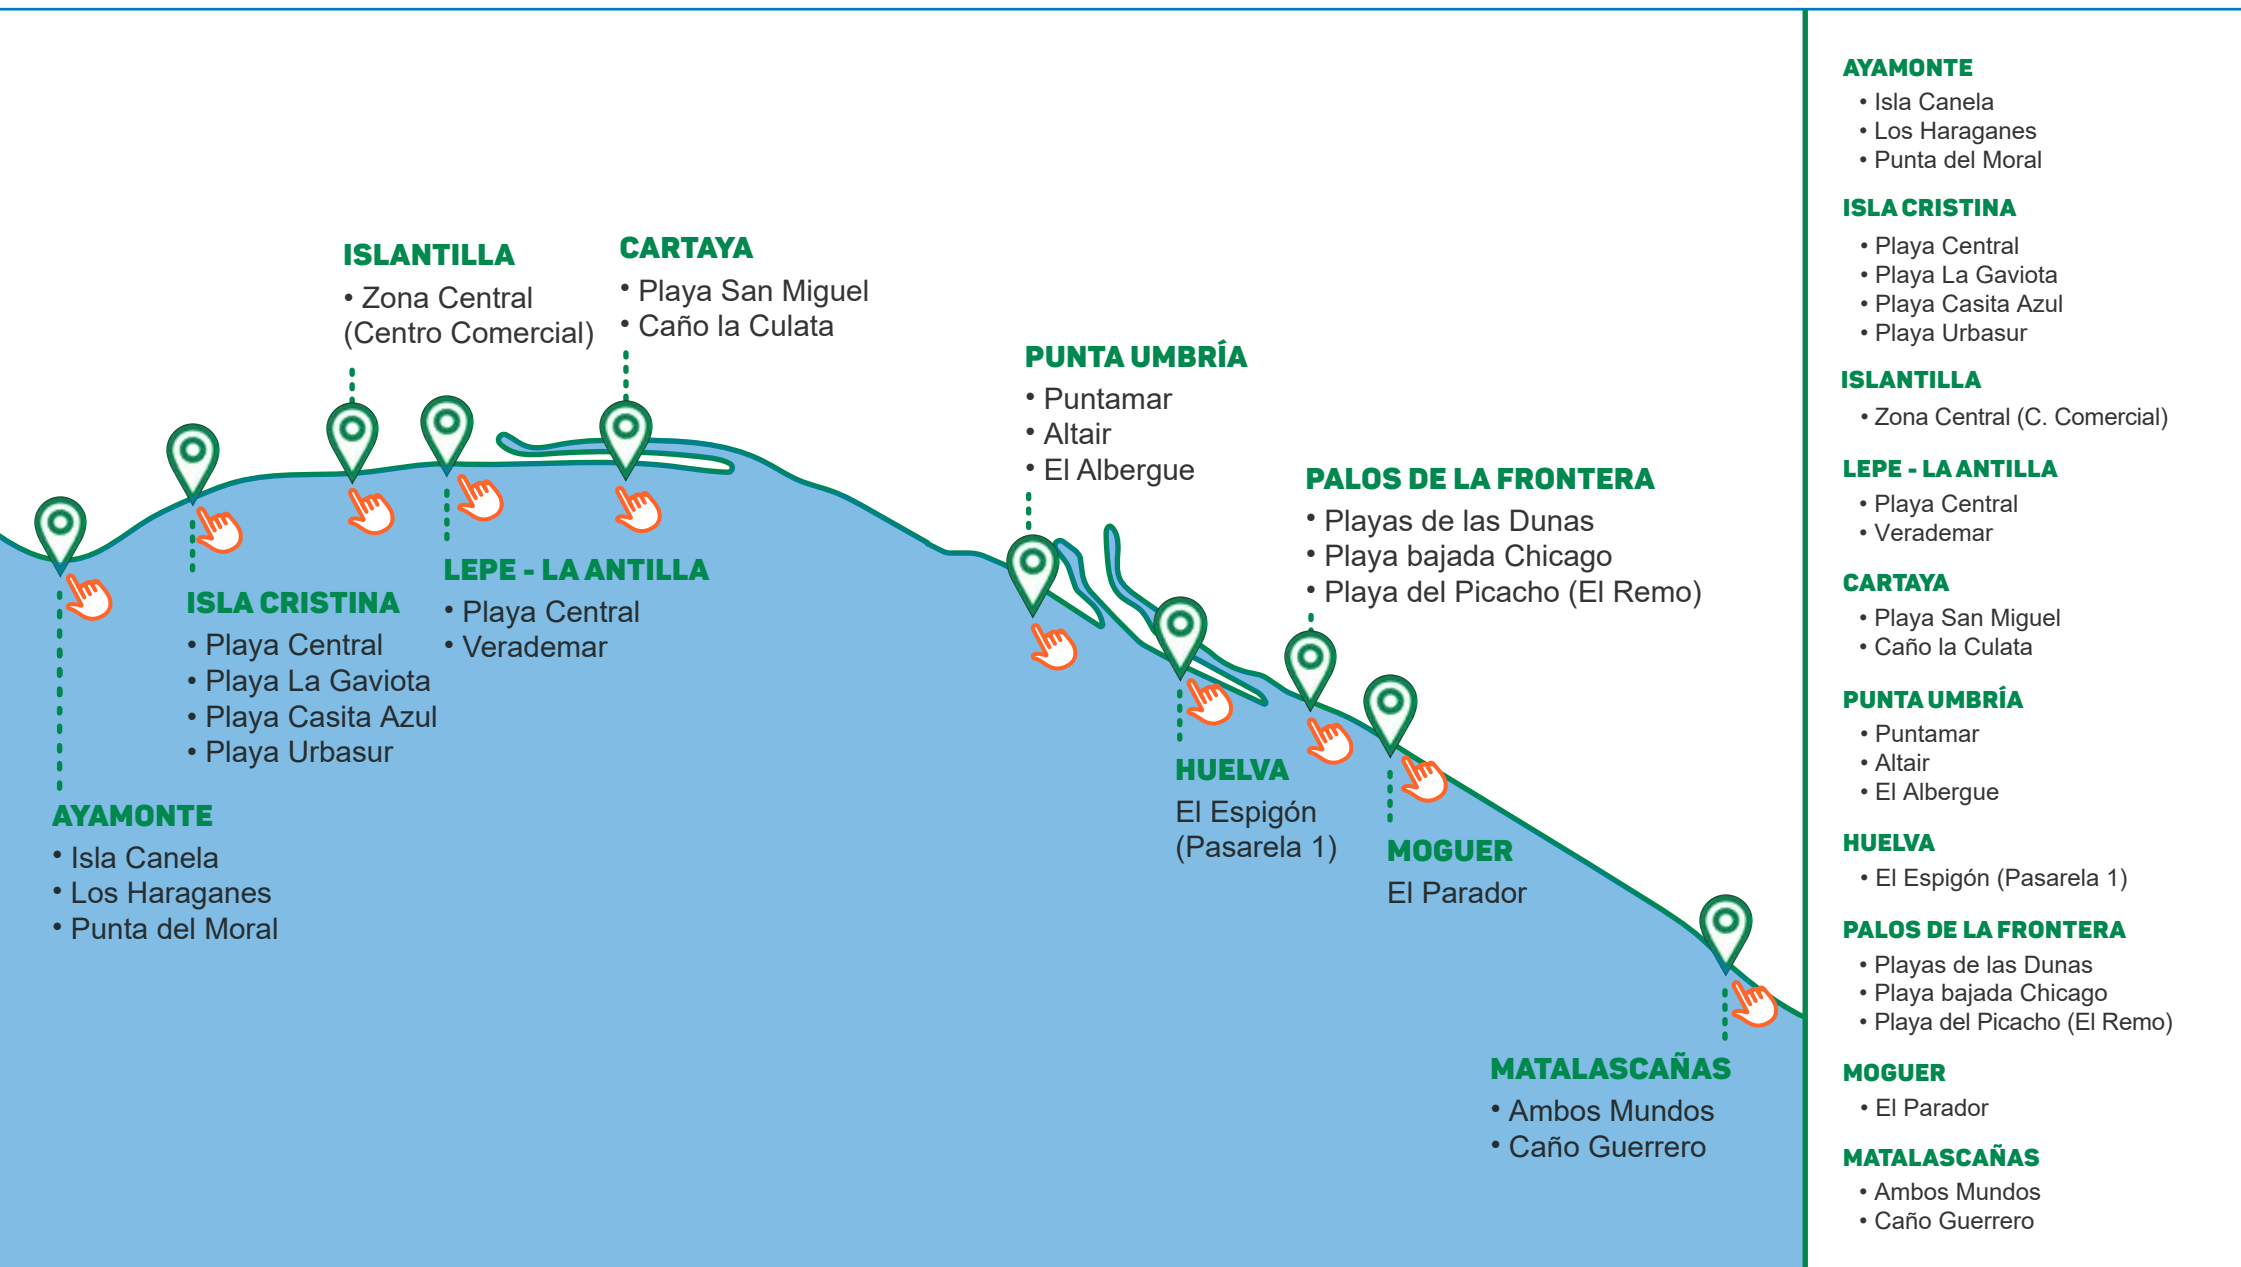 ISLANTILLA
• Zona Central
(Centro Comercial)
CARTAYA
• Playa San Miguel
• Caño la Culata
PUNTA UMBRÍA
• Puntamar
• Altair
• El Albergue
PALOS DE LA FRONTERA
• Playas de las Dunas
• Playa bajada Chicago
• Playa del Picacho (El Remo)
LEPE - LA ANTILLA
• Playa Central
• Verademar
ISLA CRISTINA
• Playa Central
• Playa La Gaviota
• Playa Casita Azul
• Playa Urbasur
AYAMONTE
• Isla Canela
• Los Haraganes
• Punta del Moral
HUELVA
El Espigón
(Pasarela 1)
MOGUER
El Parador
MATALASCAÑAS
• Ambos Mundos
• Caño Guerrero
AYAMONTE
• Isla Canela
• Los Haraganes
• Punta del Moral
ISLA CRISTINA
• Playa Central
• Playa La Gaviota
• Playa Casita Azul
• Playa Urbasur
ISLANTILLA
• Zona Central (C. Comercial)
LEPE - LA ANTILLA
• Playa Central
• Verademar
CARTAYA
• Playa San Miguel
• Caño la Culata
PUNTA UMBRÍA
• Puntamar
• Altair
• El Albergue
HUELVA
• El Espigón (Pasarela 1)
PALOS DE LA FRONTERA
• Playas de las Dunas
• Playa bajada Chicago
• Playa del Picacho (El Remo)
MOGUER
• El Parador
MATALASCAÑAS
• Ambos Mundos
• Caño Guerrero